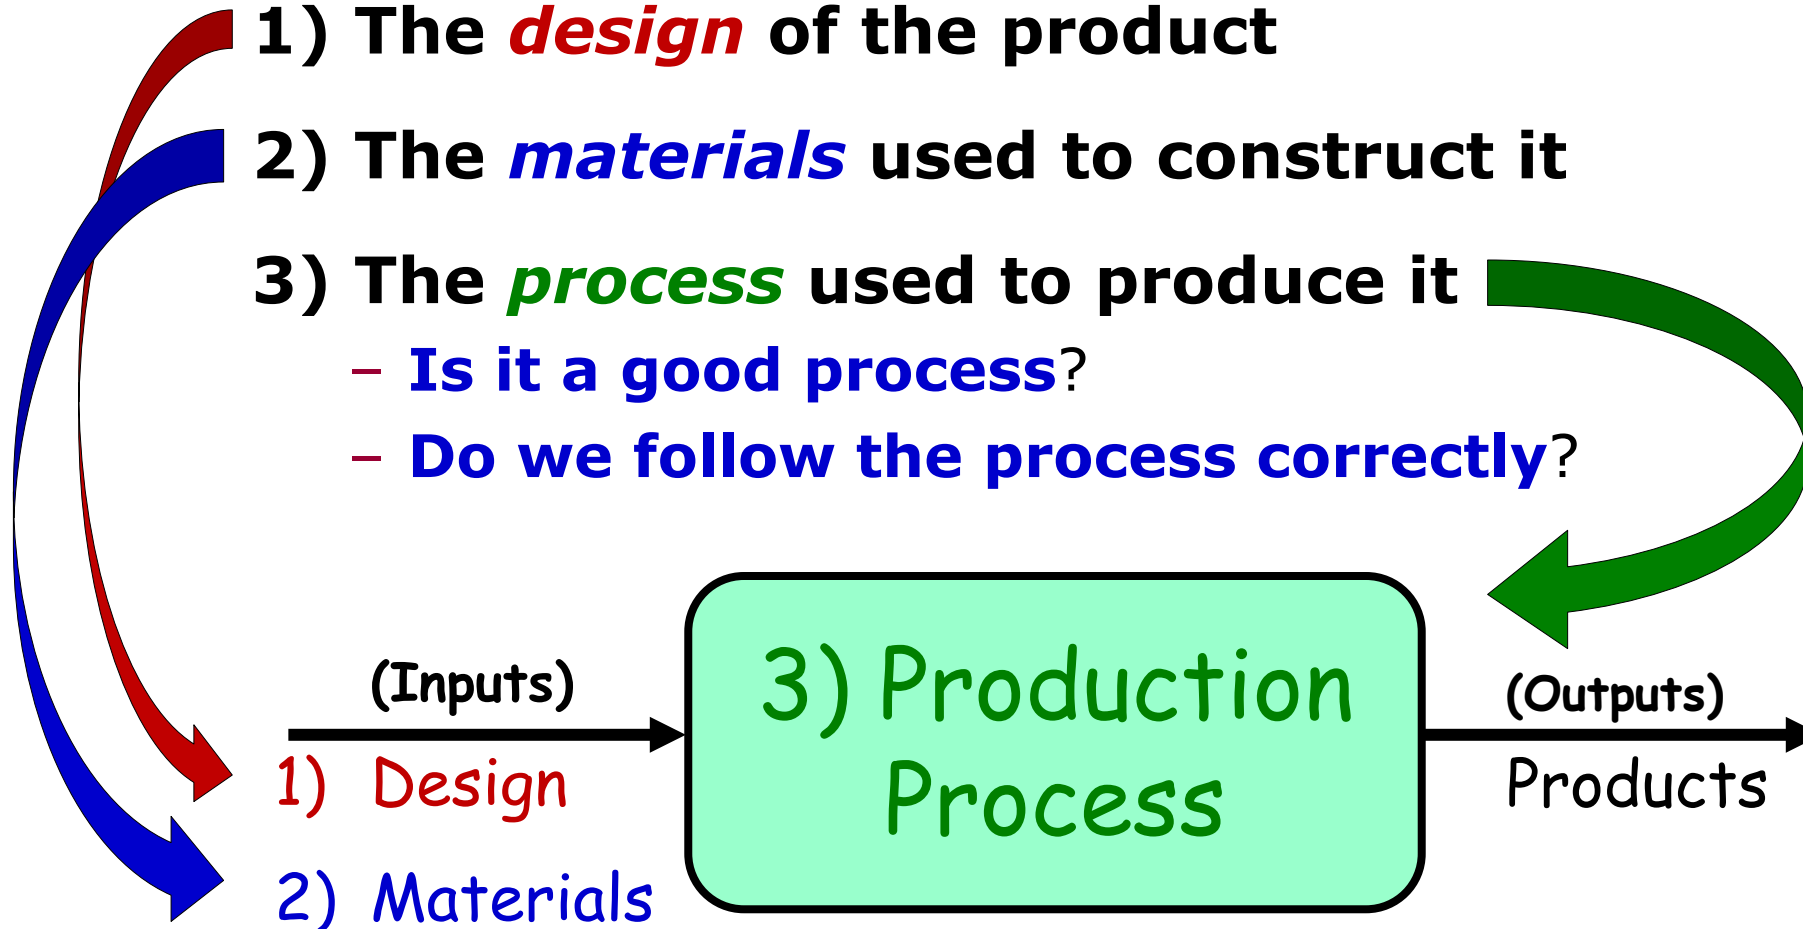 1) The design of the product
2) The materials used to construct it
3) The process used to produce it
– Is it a good process?
– Do we follow the process correctly?
(Inputs)
1) Design
2) Materials
3) Production
Process
(Outputs)
Products